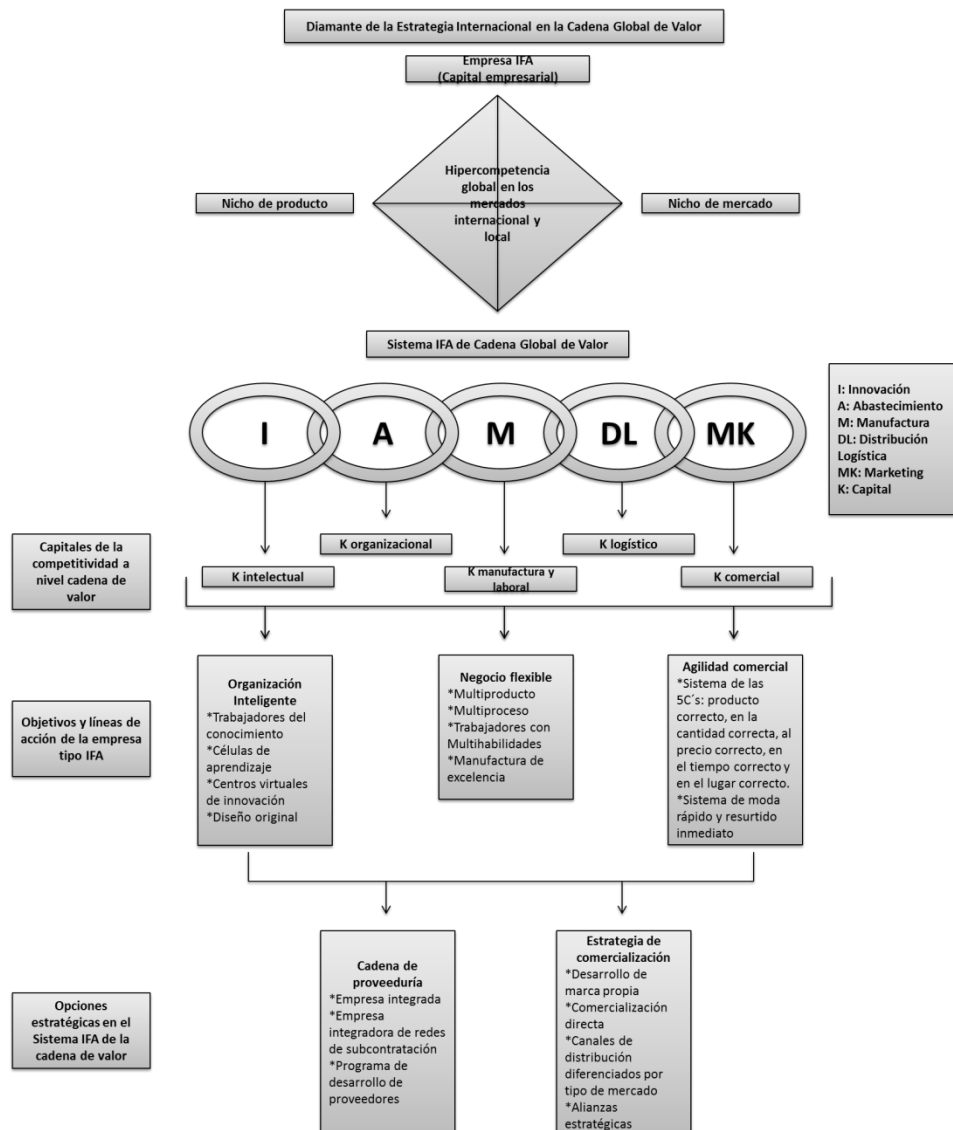 Diamante de la Estrategia Internacional en la Cadena Global de Valor
Empresa IFA
(Capital empresarial)
Hipercompetencia
global en los
mercados
internacional y
local
Nicho de producto
Nicho de mercado
Sistema IFA de Cadena Global de Valor
I
A
M
DL
MK
I: Innovación
A: Abastecimiento
M: Manufactura
DL: Distribución
Logística
MK: Marketing
K: Capital
Capitales de la
competitividad a
nivel cadena de
valor
K organizacional
K logístico
K intelectual
K manufactura y
laboral
K comercial
Objetivos y líneas de
acción de la empresa
tipo IFA
Organización
Inteligente
*Trabajadores del
conocimiento
*Células de
aprendizaje
*Centros virtuales
de innovación
*Diseño original
Negocio flexible
*Multiproducto
*Multiproceso
*Trabajadores con
Multihabilidades
*Manufactura de
excelencia
Agilidad comercial
*Sistema de las
5C´s: producto
correcto, en la
cantidad correcta, al
precio correcto, en
el tiempo correcto y
en el lugar correcto.
*Sistema de moda
rápido y resurtido
inmediato
Opciones
estratégicas en el
Sistema IFA de la
cadena de valor
Cadena de
proveeduría
*Empresa integrada
*Empresa
integradora de redes
de subcontratación
*Programa de
desarrollo de
proveedores
Estrategia de
comercialización
*Desarrollo de
marca propia
*Comercialización
directa
*Canales de
distribución
diferenciados por
tipo de mercado
*Alianzas
estratégicas